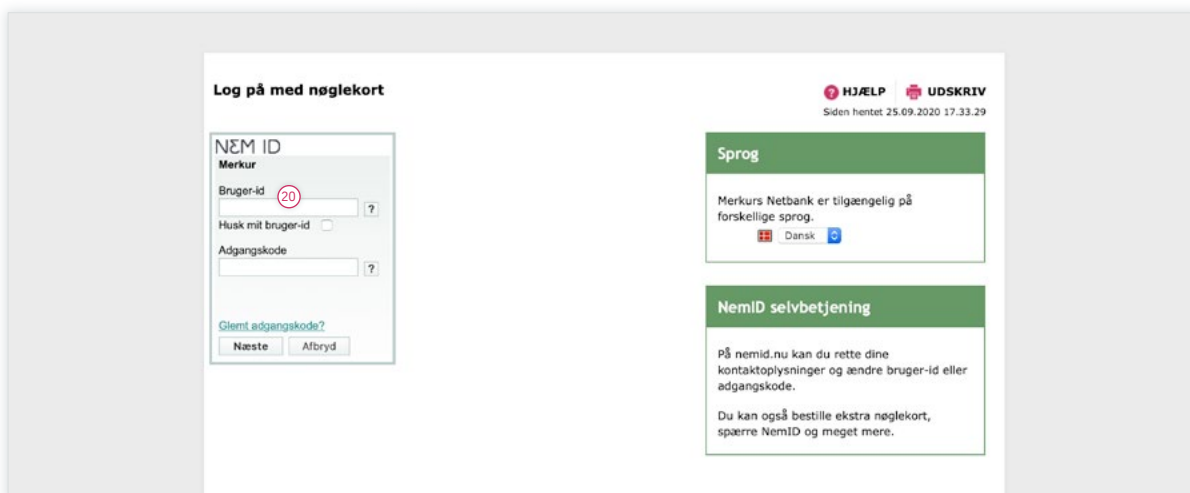 Log på med nøglekort
HJÆLP UDSKRIV
Siden hentet 25.09.2020 17.33.29
NEM ID
Merkur
Bruger-id
20
?
Husk mit bruger-id
Adgangskode
?
Glemt adgangskode?
Næste Afbryd
Sprog
Merkurs Netbank er tilgængelig på
forskellige sprog.
Dansk
NemID selvbetjening
På nemid.nu kan du rette dine
kontaktoplysninger og ændre bruger-id eller
adgangskode.
Du kan også bestille ekstra nøglekort,
spærre NemID og meget mere.